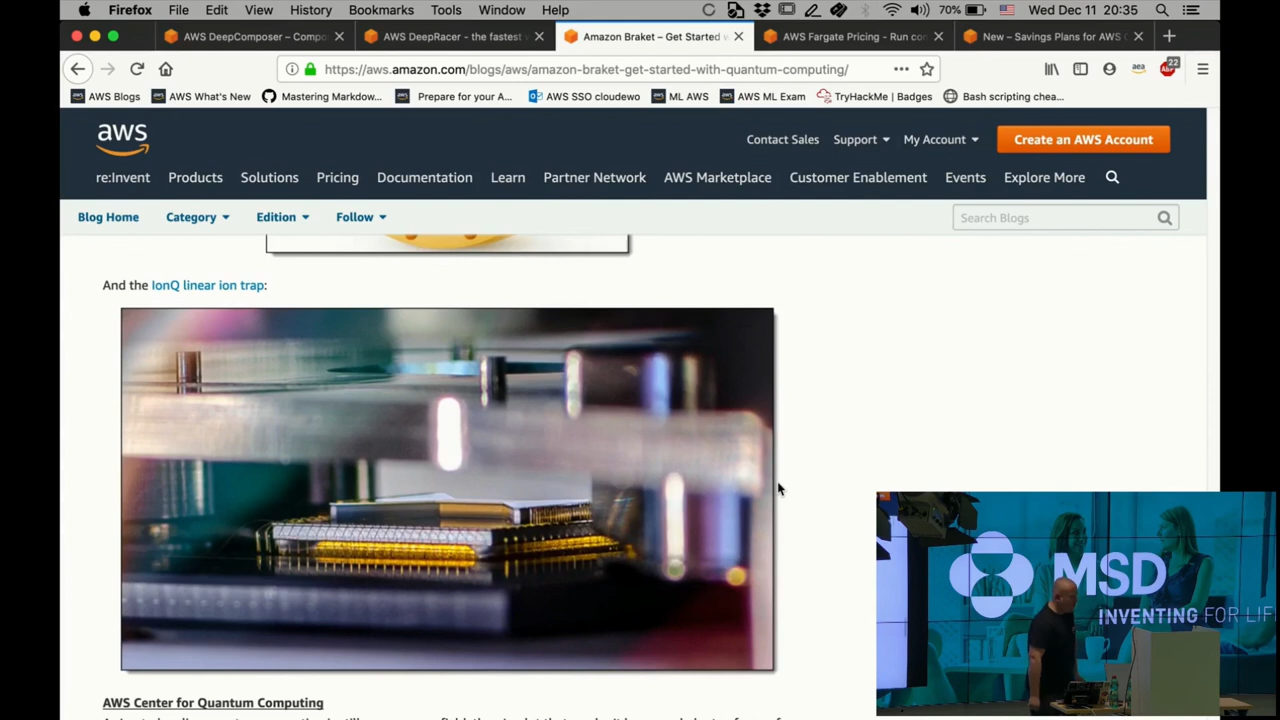 Firefox File Edit View History Bookmarks Tools Window Help 70% Wed Dec 11 20:35
AWS DeepComposer – Compo AWS DeepRacer - the fastest Amazon Braket – Get Started AWS Fargate Pricing - Run con New – Savings Plans for AWS
https://aws.amazon.com/blogs/aws/amazon-braket-get-started-with-quantum-computing/ aea 22
AWS Blogs AWS What's New Mastering Markdow... Prepare for your A... AWS SSO cloudewo ML AWS AWS ML Exam TryHackMe | Badges Bash scripting chea...
aws
Contact Sales Support My Account Create an AWS Account
re:Invent Products Solutions Pricing Documentation Learn Partner Network AWS Marketplace Customer Enablement Events Explore More
Blog Home Category Edition Follow Search Blogs
And the IonQ linear ion trap:
MSD
INVENTING FOR LIF
AWS Center for Quantum Computing